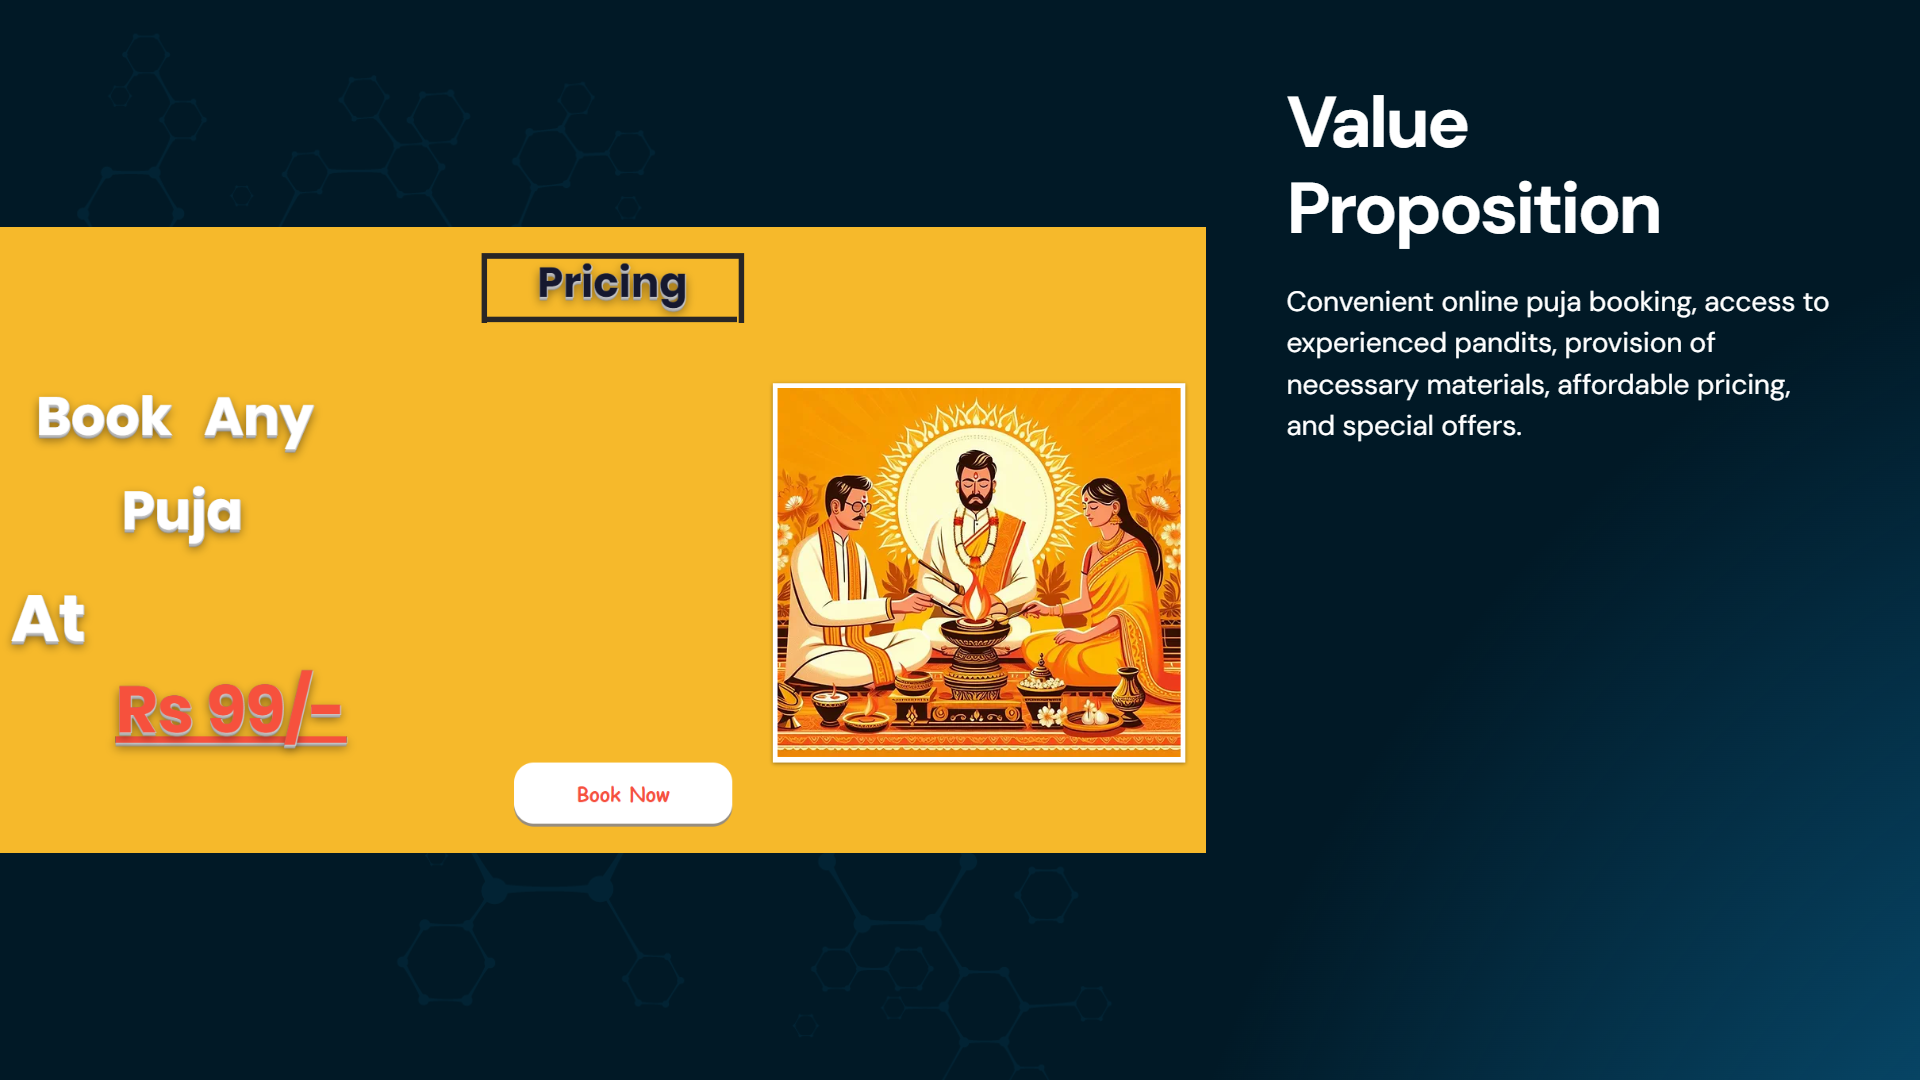 Pricing
Book Any
Puja
At
Rs 99/-
Book Now
Value
Proposition
Convenient online puja booking, access to
experienced pandits, provision of
necessary materials, affordable pricing,
and special offers.